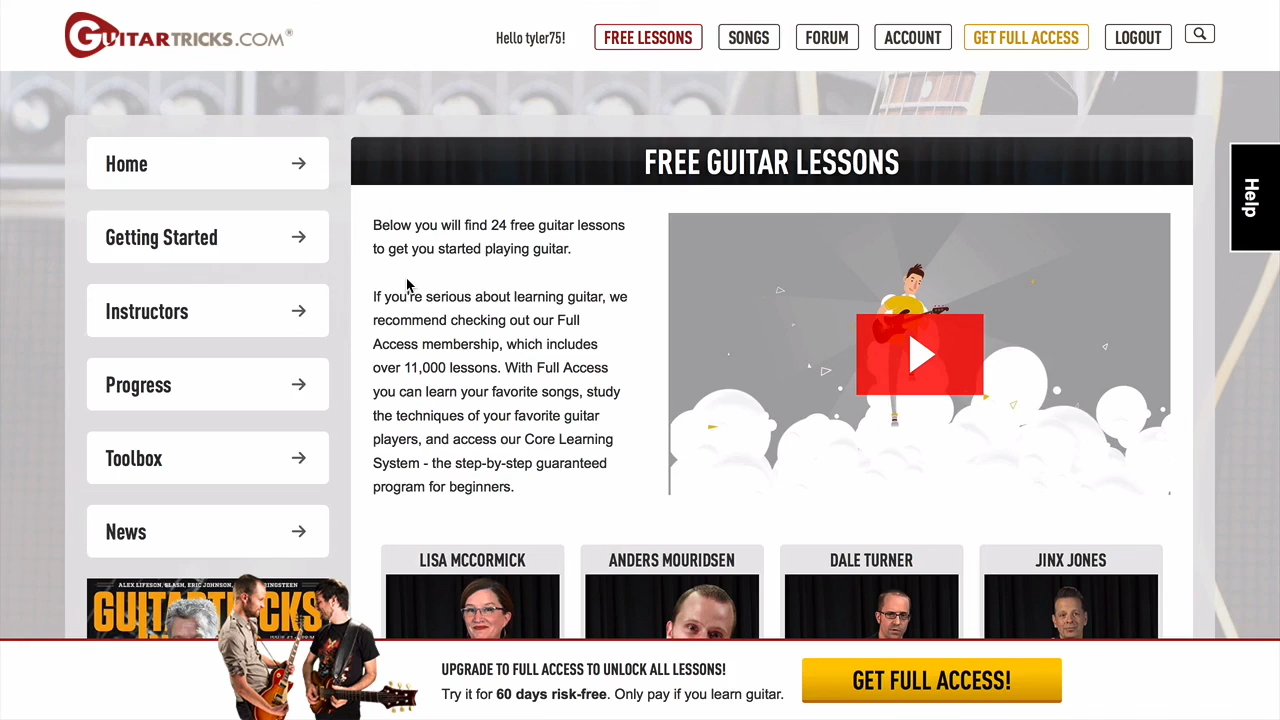 GUITARTRICKS.COM®
Hello tyler75!
FREE LESSONS
SONGS
FORUM
ACCOUNT
GET FULL ACCESS
LOGOUT
Home
Getting Started
Instructors
Progress
Toolbox
News
Help
FREE GUITAR LESSONS
Below you will find 24 free guitar lessons
to get you started playing guitar.
If you're serious about learning guitar, we
recommend checking out our Full
Access membership, which includes
over 11,000 lessons. With Full Access
you can learn your favorite songs, study
the techniques of your favorite guitar
players, and access our Core Learning
System - the step-by-step guaranteed
program for beginners.
LISA MCCORMICK
ANDERS MOURIDSEN
DALE TURNER
JINX JONES
ALEX LIFESON, SLASH, ERIC JOHNSON,
GUITARTRICKS
UPGRADE TO FULL ACCESS TO UNLOCK ALL LESSONS!
Try it for 60 days risk-free. Only pay if you learn guitar.
GET FULL ACCESS!